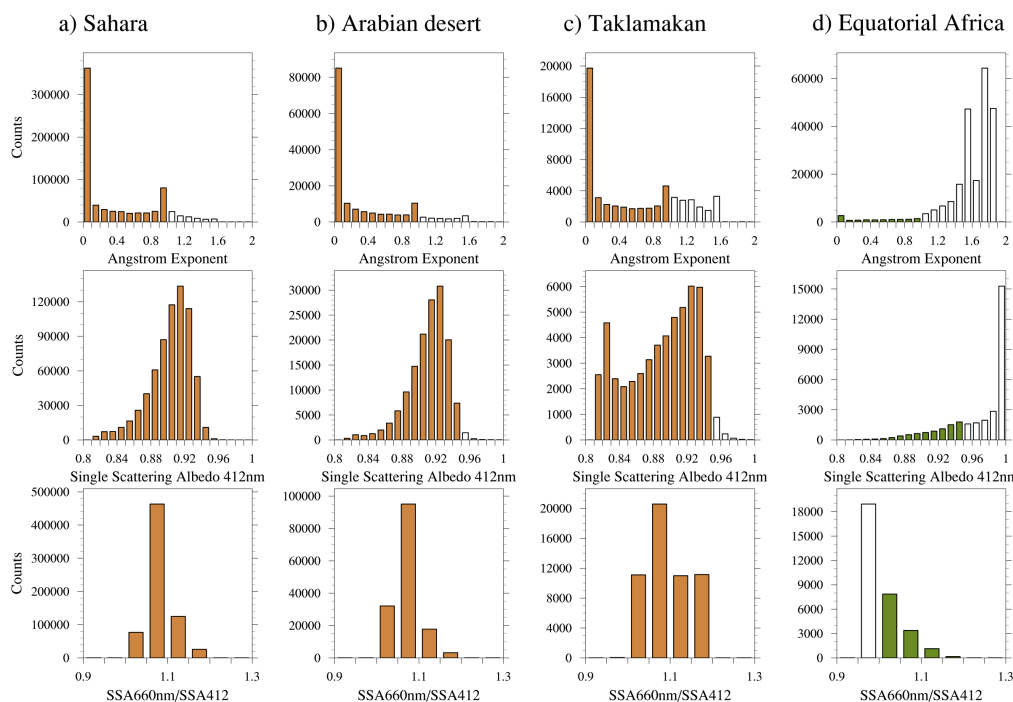 a) Sahara b) Arabian desert c) Taklamakan d) Equatorial Africa
Counts
300000
200000
100000
0
0 0.4 0.8 1.2 1.6 2
Angstrom Exponent
80000
60000
40000
20000
0
0 0.4 0.8 1.2 1.6 2
Angstrom Exponent
20000
16000
12000
8000
4000
0
0 0.4 0.8 1.2 1.6 2
Angstrom Exponent
60000
40000
20000
0
0 0.4 0.8 1.2 1.6 2
Angstrom Exponent
Counts
120000
90000
60000
30000
0
0.8 0.84 0.88 0.92 0.96 1
Single Scattering Albedo 412nm
30000
25000
20000
15000
10000
5000
0
0.8 0.84 0.88 0.92 0.96 1
Single Scattering Albedo 412nm
6000
5000
4000
3000
2000
1000
0
0.8 0.84 0.88 0.92 0.96 1
Single Scattering Albedo 412nm
15000
12000
9000
6000
3000
0
0.8 0.84 0.88 0.92 0.96 1
Single Scattering Albedo 412nm
Counts
500000
400000
300000
200000
100000
0
0.9 1.1 1.3
SSA660nm/SSA412
100000
80000
60000
40000
20000
0
0.9 1.1 1.3
SSA660nm/SSA412
20000
16000
12000
8000
4000
0
0.9 1.1 1.3
SSA660nm/SSA412
18000
15000
12000
9000
6000
3000
0
0.9 1.1 1.3
SSA660nm/SSA412